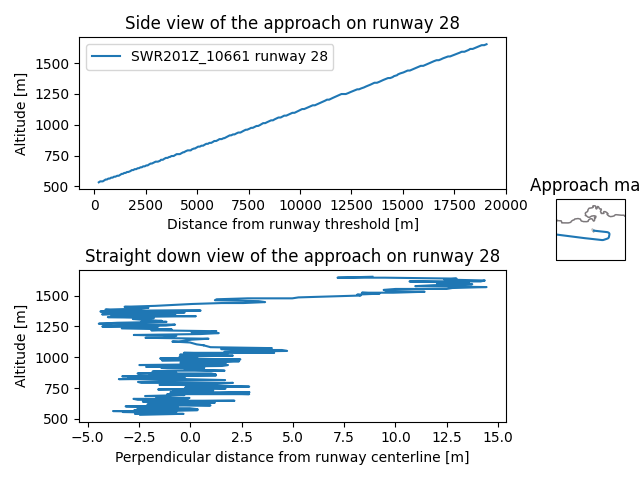 Side view of the approach on runway 28
Altitude [m]
1500
1250
1000
750
500
SWR201Z_10661 runway 28
0 2500 5000 7500 10000 12500 15000 17500 20000
Distance from runway threshold [m]
Approach ma
Straight down view of the approach on runway 28
Altitude [m]
1500
1250
1000
750
500
−5.0 −2.5 0.0 2.5 5.0 7.5 10.0 12.5 15.0
Perpendicular distance from runway centerline [m]